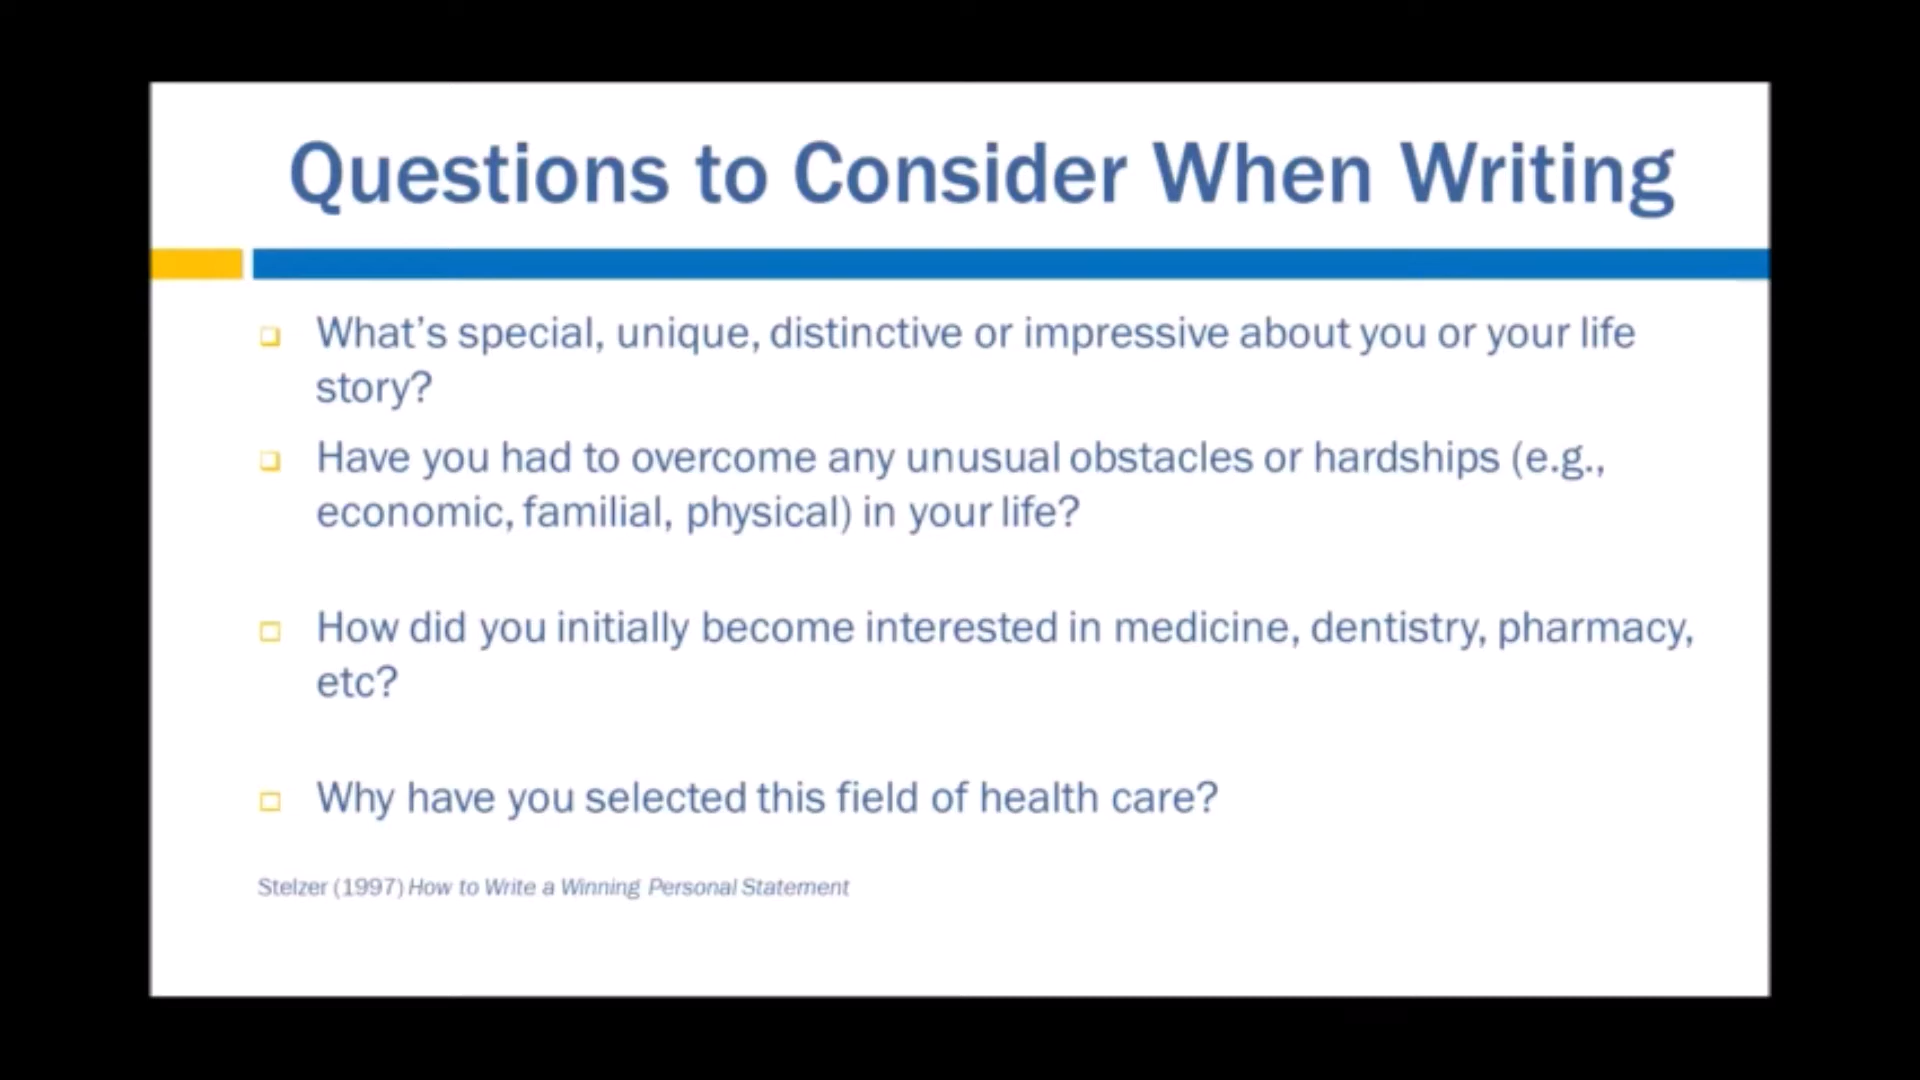 Questions to Consider When Writing
What's special, unique, distinctive or impressive about you or your life
story?
Have you had to overcome any unusual obstacles or hardships (e.g.,
economic, familial, physical) in your life?
How did you initially become interested in medicine, dentistry, pharmacy,
etc?
Why have you selected this field of health care?
Stelzer (1997) How to Write a Winning Personal Statement